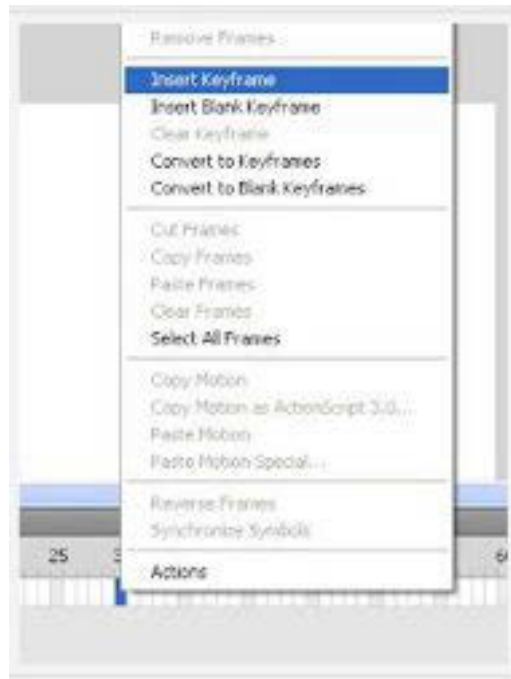 Remove Frames
Insert Keyframe
Insert Blank Keyframe
Clear Keyframe
Convert to Keyframes
Convert to Blank Keyframes
Cut Frames
Copy Frames
Paste Frames
Clear Frames
Select All Frames
Copy Motion
Copy Motion as ActionScript 3.0...
Paste Motion
Paste Motion Special...
Reverse Frames
Synchronize Symbols
25
Actions